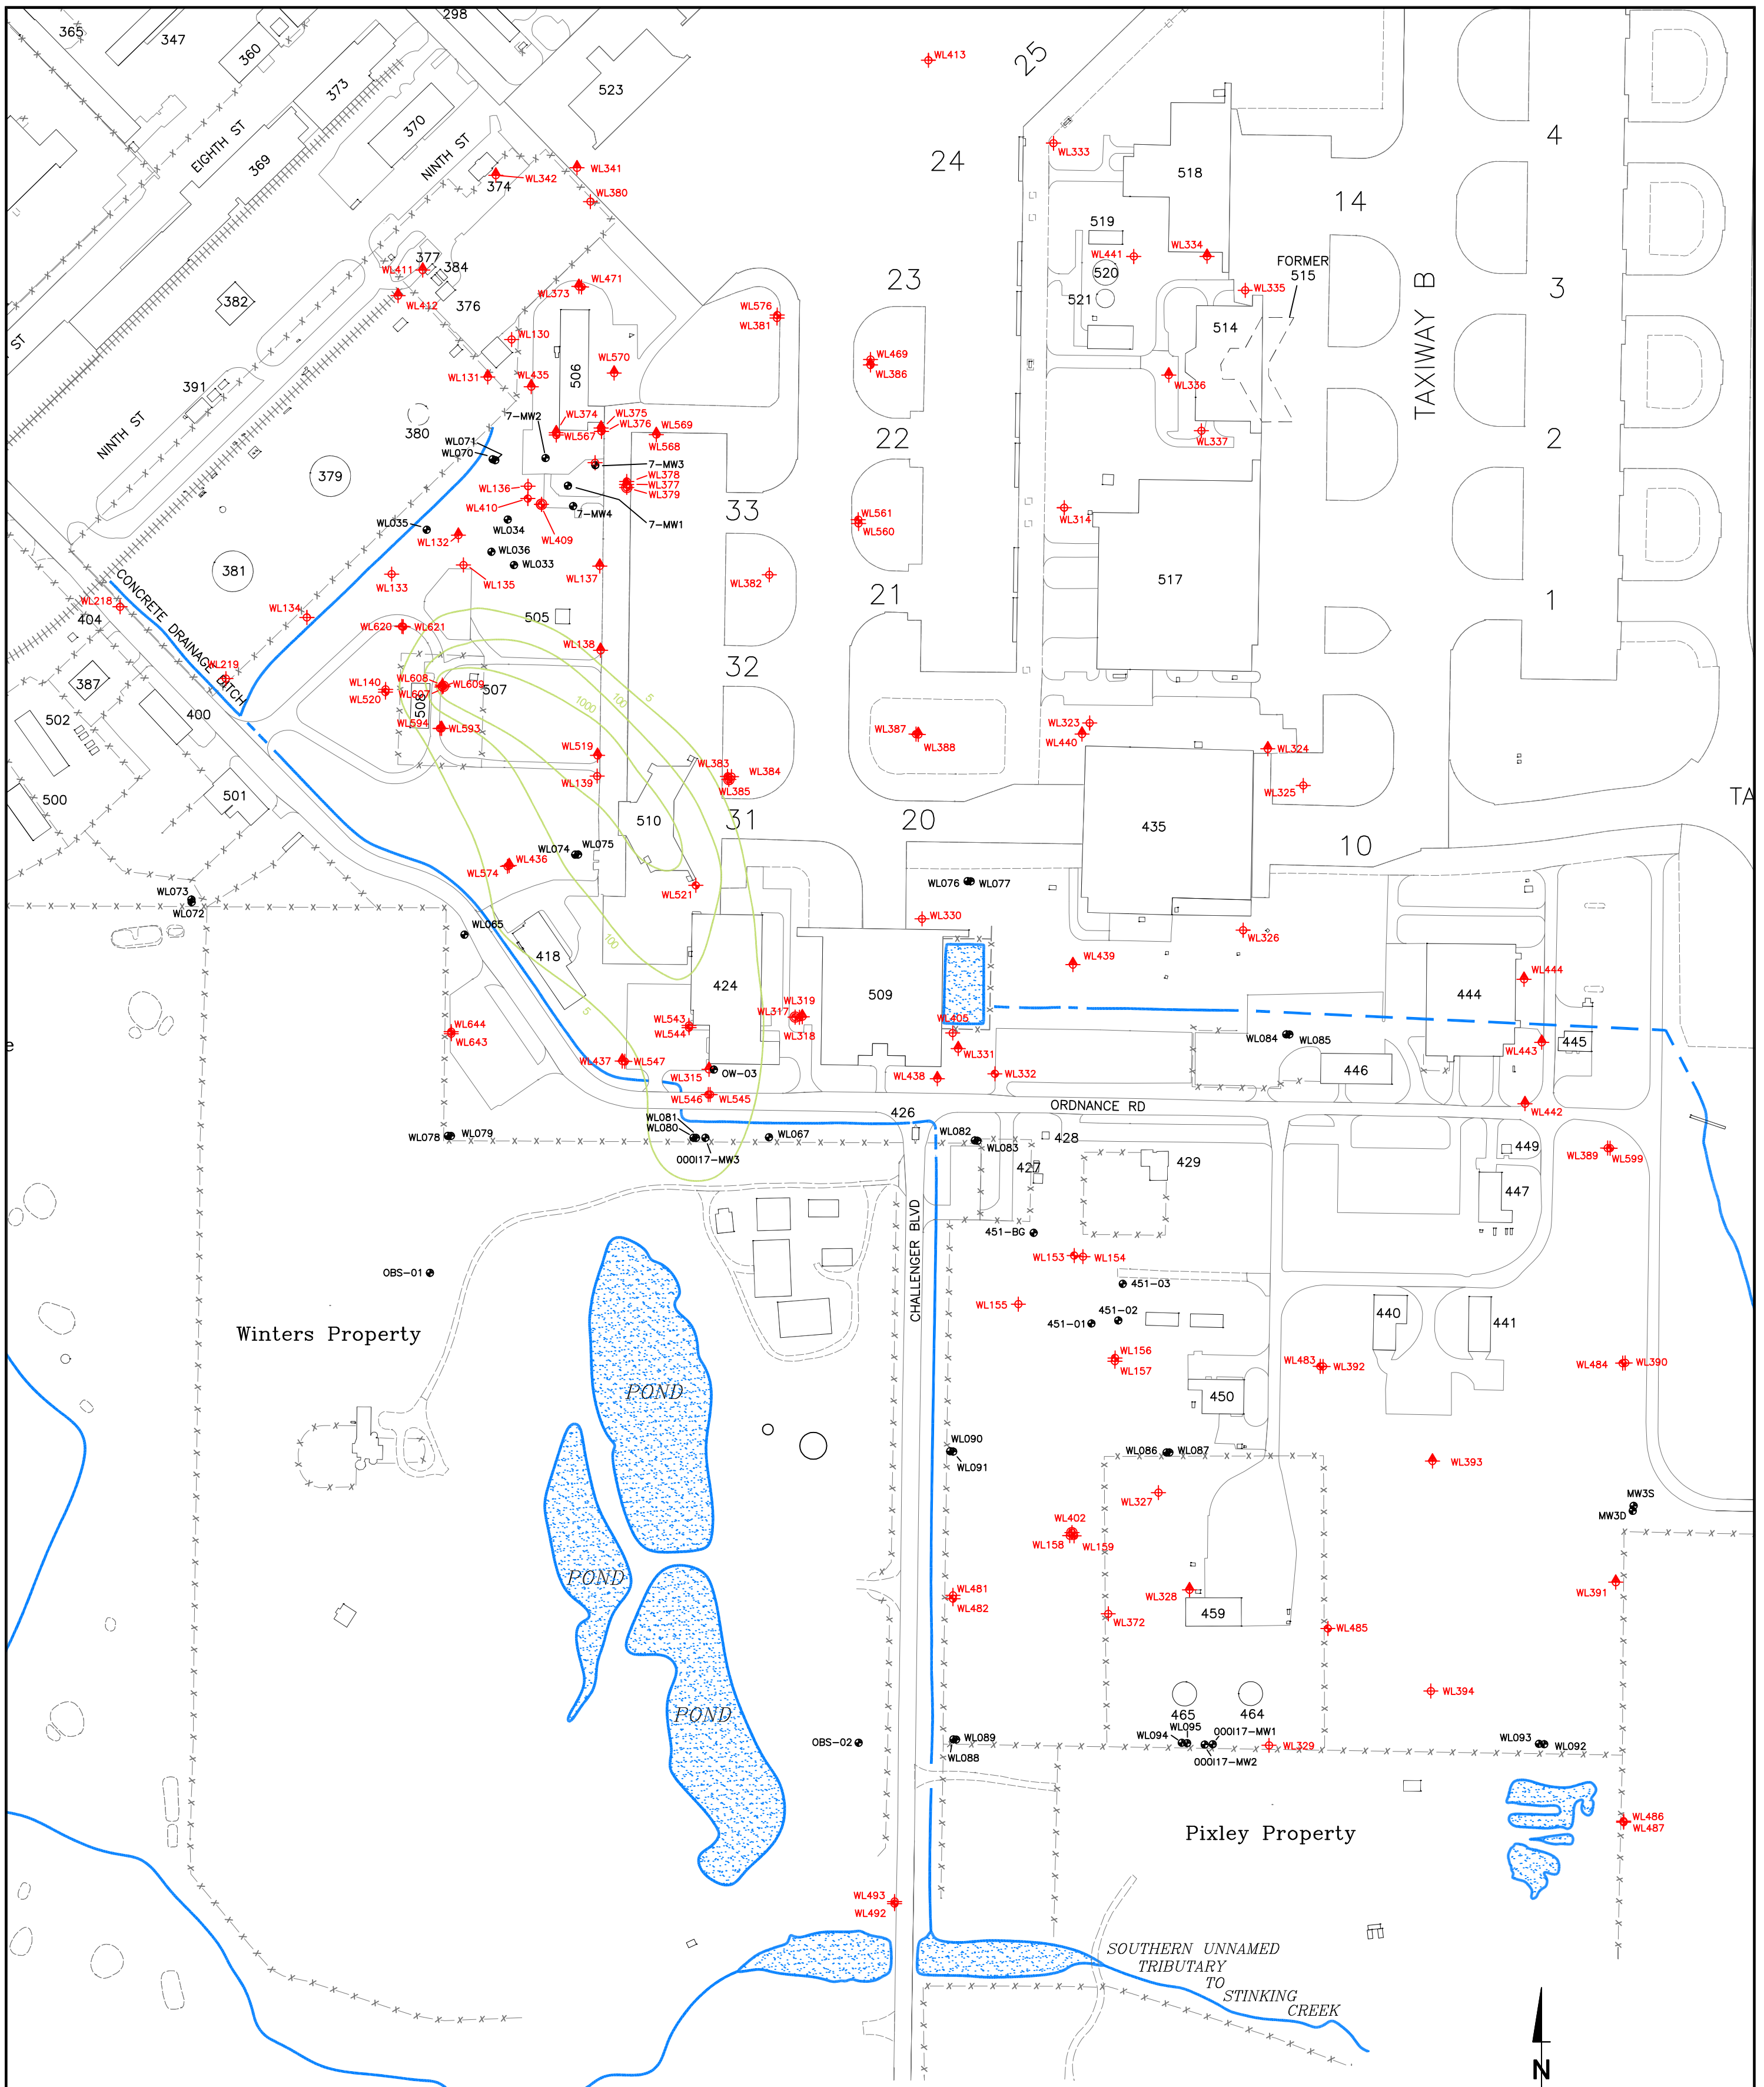 365
347
298
360
373
523
WL413
25
370
EIGHTH ST
369
NINTH ST
WL333
24
518
4
374
WL342
WL341
WL380
14
519
377
384
WL411
WL412
376
382
WL471
WL373
23
WL441
520
521
WL334
FORMER
515
WL335
514
3
TAXIWAY B
ST
WL576
WL381
WL130
WL131
WL435
506
WL570
WL469
WL386
WL336
391
NINTH ST
380
7-MW2
WL071
WL070
WL374
WL567
WL375
WL376
WL569
WL568
22
WL337
2
379
7-MW3
WL378
WL377
WL379
WL136
WL410
7-MW4
7-MW1
33
WL035
WL034
WL132
WL409
WL561
WL560
WL314
517
WL036
WL033
381
WL133
WL135
WL137
WL382
21
1
CONCRETE DRAINAGE DITCH
WL218
404
WL134
WL620
WL621
505
5
WL138
32
WL219
387
WL608
WL609
WL607
507
508
WL140
WL520
1000
100
502
400
WL594
WL593
WL387
WL388
WL323
WL440
WL324
WL519
WL139
WL383
WL384
WL385
WL325
500
501
TA
510
31
20
435
10
WL074
WL075
WL436
WL574
WL521
WL076
WL077
WL073
WL072
WL065
WL330
WL326
418
100
424
509
WL439
444
WL444
5
WL319
WL317
WL318
WL543
WL544
WL405
WL331
WL084
WL085
WL443
445
e
WL644
WL643
WL437
WL547
WL315
OW-03
WL438
WL332
446
WL546
WL545
ORDNANCE RD
WL442
426
WL081
WL080
WL067
WL078
WL079
000I17-MW3
WL082
WL083
428
427
429
449
WL389
WL599
447
CHALLENGER BLVD
451-BG
WL153
WL154
OBS-01
451-03
WL155
451-02
451-01
440
441
Winters Property
WL156
WL157
WL483
WL392
WL484
WL390
POND
450
WL090
WL091
WL086
WL087
WL393
WL327
MW3S
MW3D
WL402
WL158
WL159
POND
WL481
WL482
WL328
459
WL391
WL372
WL485
POND
WL394
465
464
OBS-02
WL089
WL088
WL094
WL095
000I17-MW1
000I17-MW2
WL329
WL093
WL092
Pixley Property
WL486
WL487
WL493
WL492
SOUTHERN UNNAMED
TRIBUTARY
TO
STINKING
CREEK
N